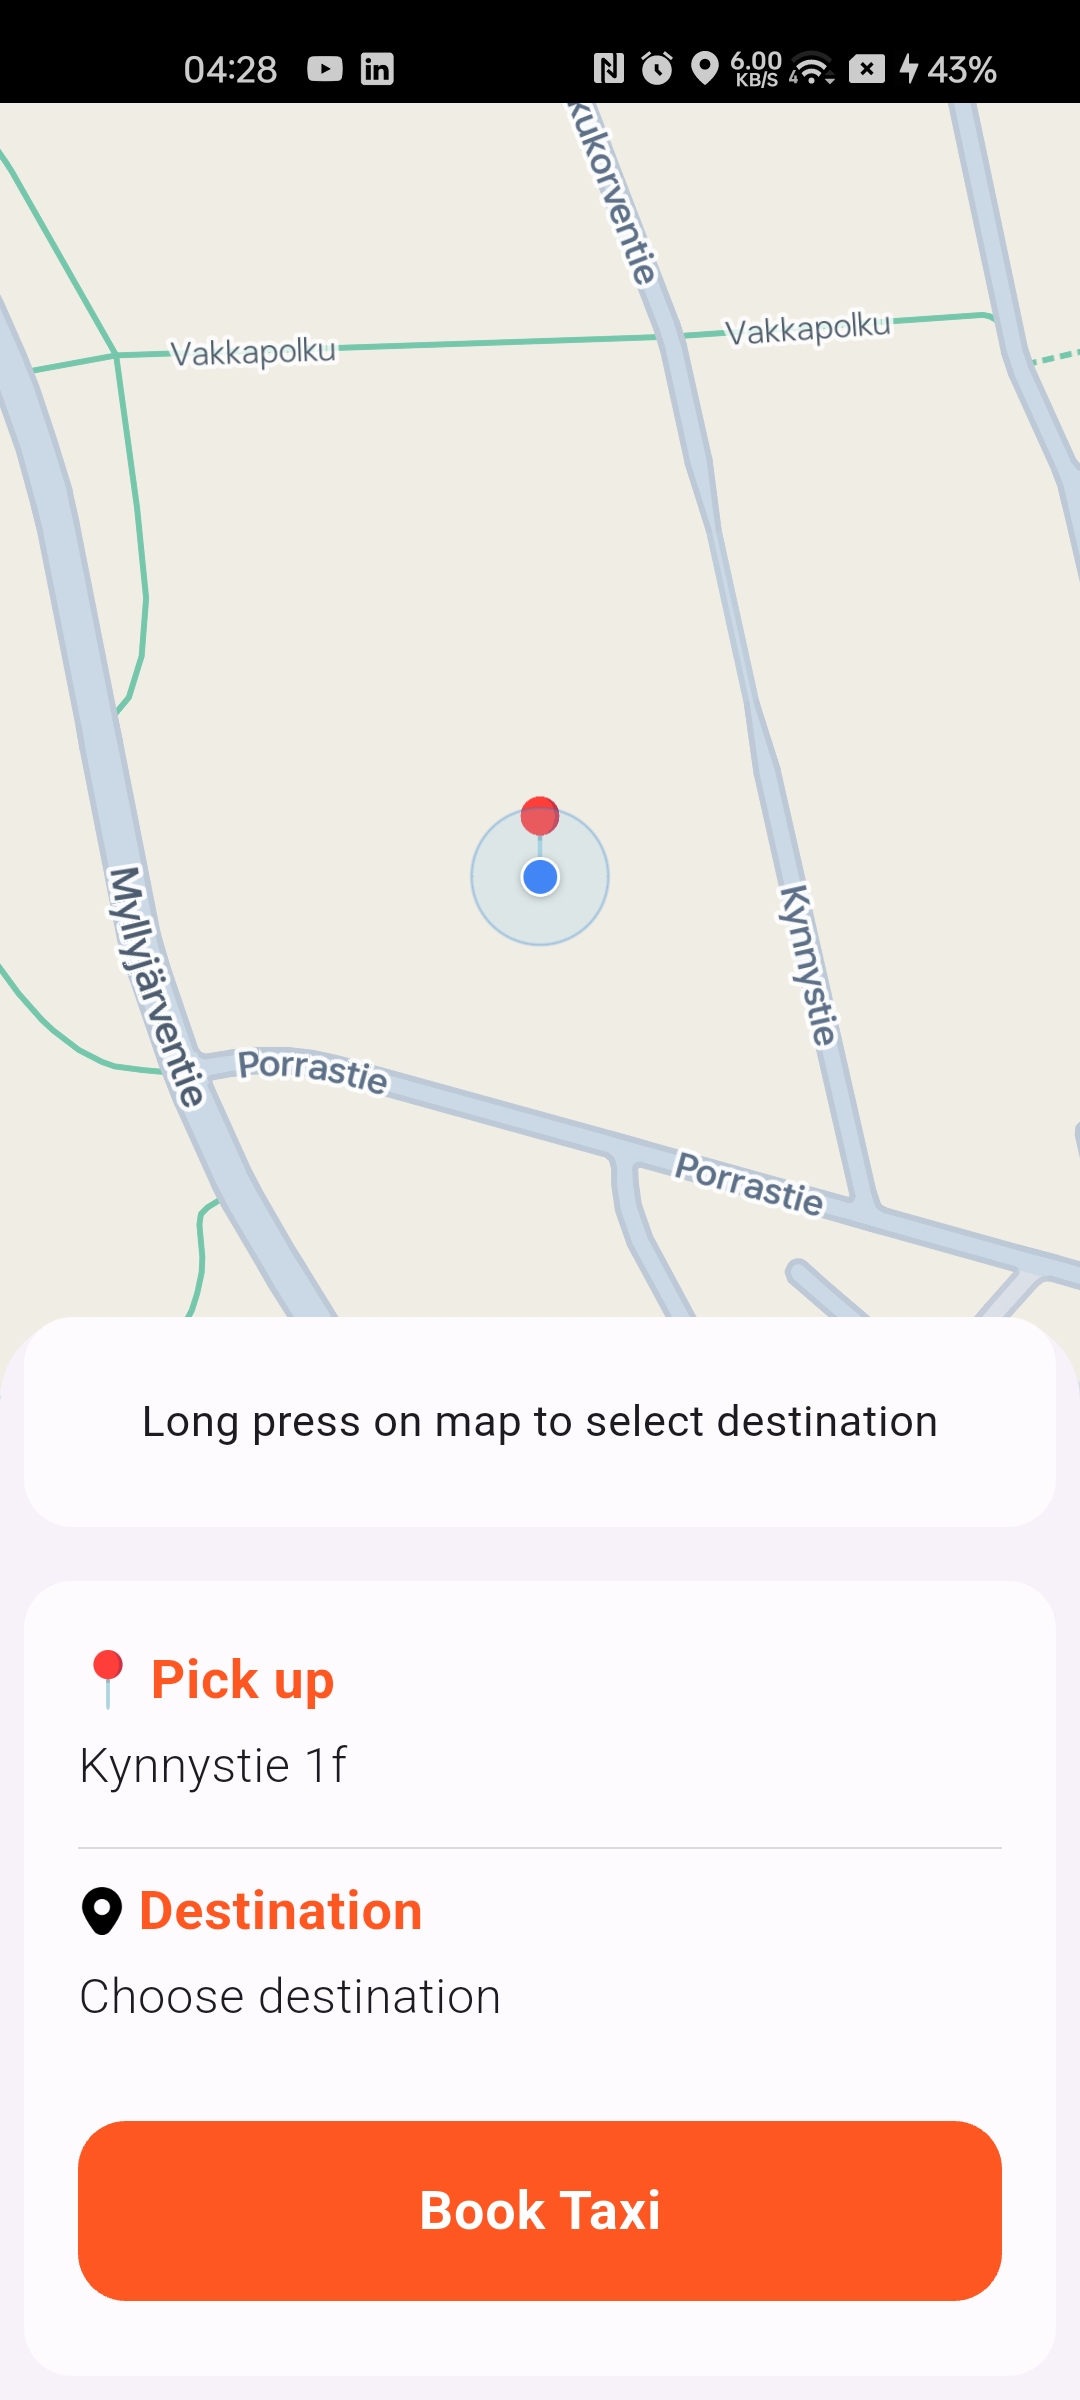 04:28
6.00
KB/S
4
43%
kukorventie
Vakkapolku
Vakkapolku
Myllyjärventie
Kynnystie
Porrastie
Porrastie
Long press on map to select destination
Pick up
Kynnystie 1f
Destination
Choose destination
Book Taxi